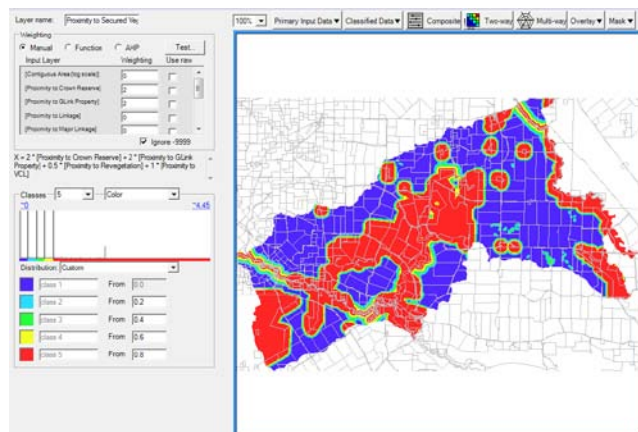 Layer name: [Proximity to Secured Veg
100% Primary Input Data Classified Data Composite Two-way Multi-way Overlay Mask
Weighting
Manual Function AHP Test...
Input Layer Weighting Use raw
[Contiguous Area (log scale)] 0
[Proximity to Crown Reserve] 2
[Proximity to GLink Property] 2
[Proximity to Linkage] 0
[Proximity to Major Linkage] 0
Ignore -9999
X = 2 * [Proximity to Crown Reserve] + 2 * [Proximity to GLink
Property] + 0.5 * [Proximity to Revegetation] + 1 * [Proximity to
VCL]
Classes 5 Color
~0 ~4.45
Distribution: Custom
class 1 From 0.0
class 2 From 0.2
class 3 From 0.4
class 4 From 0.6
class 5 From 0.8